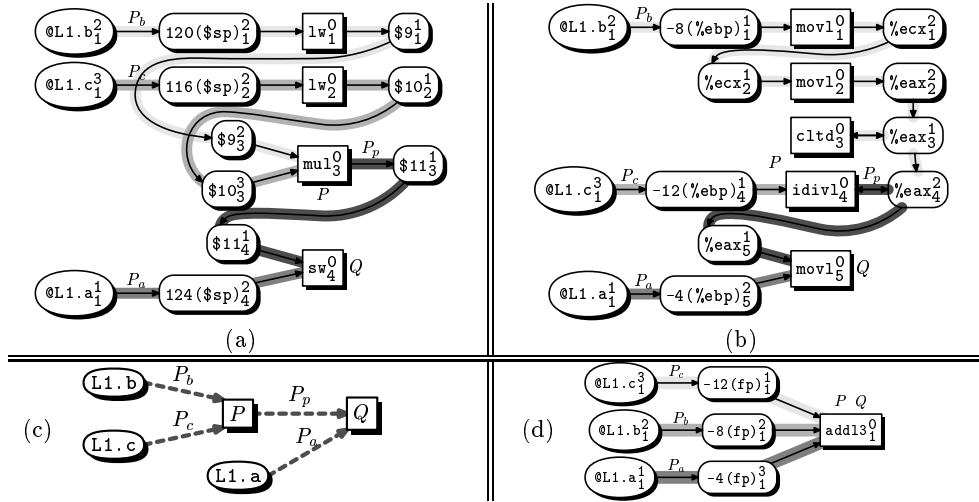 @L1.b²₁ P_b 120($sp)²₁ lw⁰₁ $9¹₁
@L1.c³₁ P_c 116($sp)²₂ lw⁰₂ $10¹₂
$9²₃
mul⁰₃ P_p $11¹₃
$10³₃ P
$11¹₄
sw⁰₄ Q
@L1.a¹₁ P_a 124($sp)²₄
(a)
@L1.b²₁ P_b -8(%ebp)¹₁ movl⁰₁ %ecx²₁
%ecx¹₂ movl⁰₂ %eax²₂
cltd⁰₃ %eax¹₃
P
@L1.c³₁ P_c -12(%ebp)¹₄ idivl⁰₄ P_p %eax²₄
%eax¹₅
movl⁰₅ Q
@L1.a¹₁ P_a -4(%ebp)²₅
(b)
L1.b P_b
(c) P P_p Q
L1.c P_c P_a
L1.a
@L1.c³₁ P_c -12(fp)¹₁
P Q
(d) @L1.b²₁ P_b -8(fp)²₁ addl3⁰₁
@L1.a¹₁ P_a -4(fp)³₁